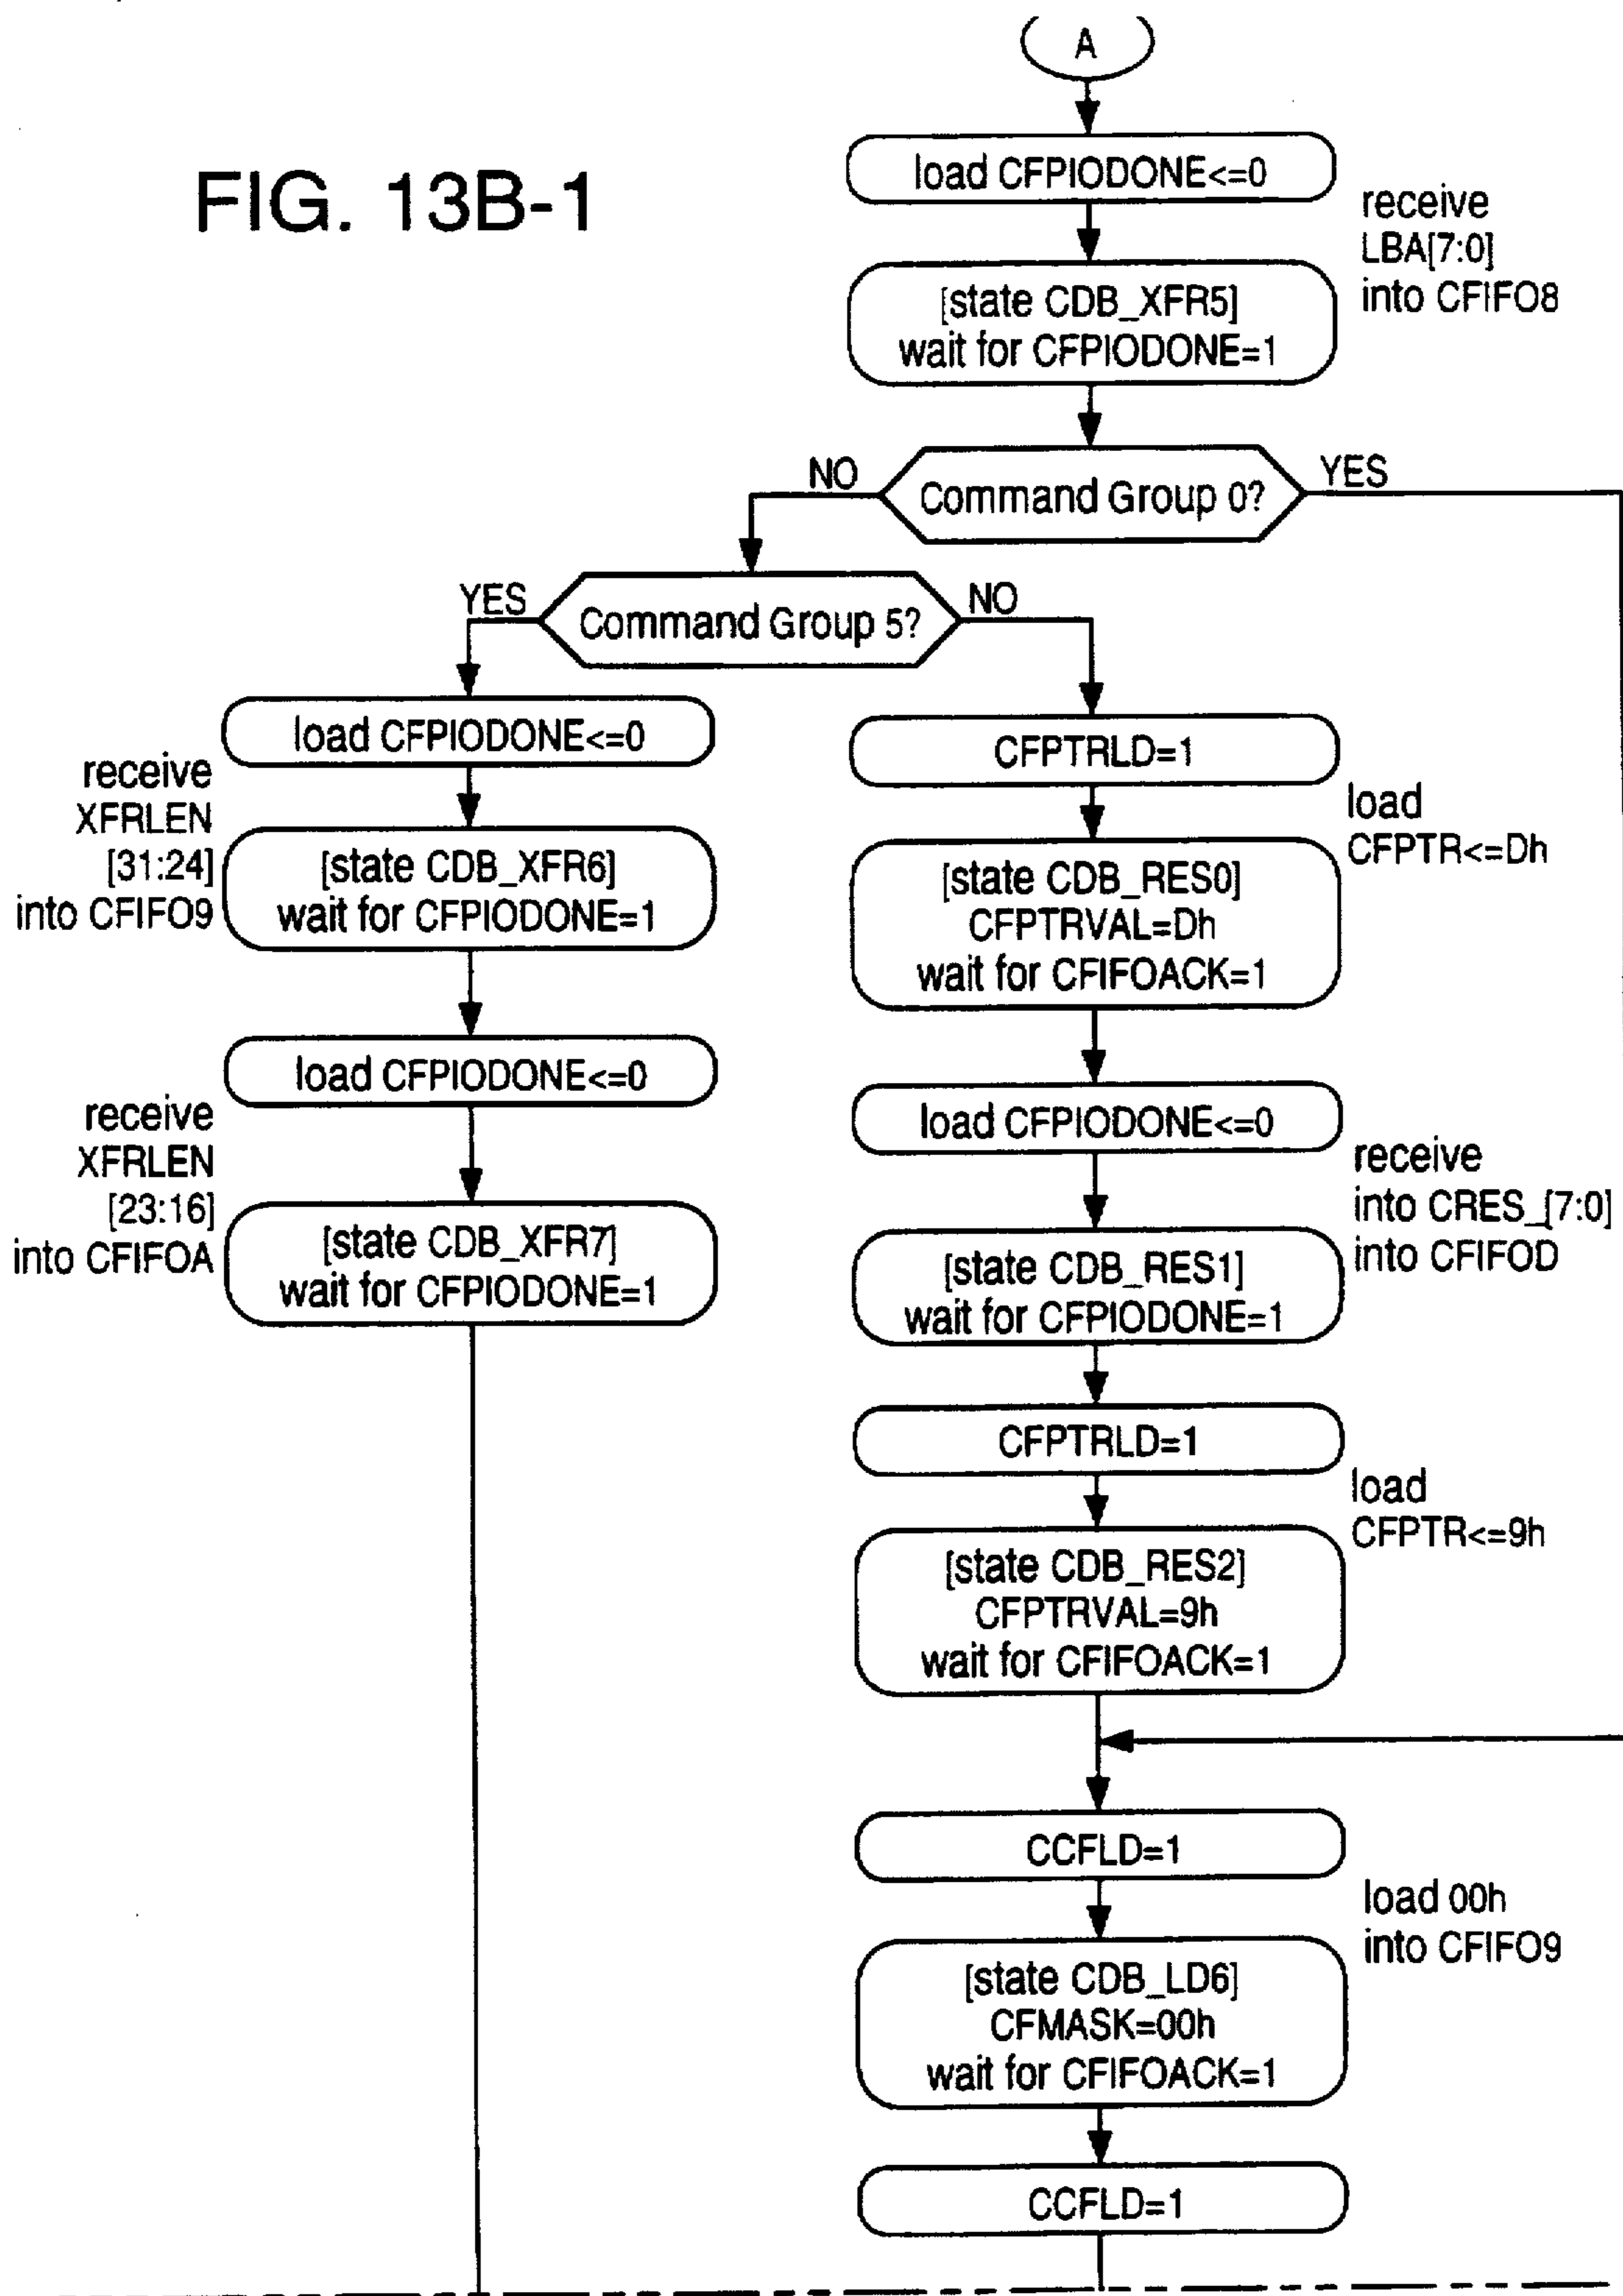 A
FIG. 13B-1
load CFPIODONE<=0
receive
LBA[7:0]
into CFIFO8
[state CDB_XFR5]
wait for CFPIODONE=1
NO
Command Group 0?
YES
YES
Command Group 5?
NO
load CFPIODONE<=0
receive
XFRLEN
[31:24]
into CFIFO9
[state CDB_XFR6]
wait for CFPIODONE=1
load CFPIODONE<=0
receive
XFRLEN
[23:16]
into CFIFOA
[state CDB_XFR7]
wait for CFPIODONE=1
CFPTRLD=1
load
CFPTR<=Dh
[state CDB_RES0]
CFPTRVAL=Dh
wait for CFIFOACK=1
load CFPIODONE<=0
receive
into CRES_[7:0]
into CFIFOD
[state CDB_RES1]
wait for CFPIODONE=1
CFPTRLD=1
load
CFPTR<=9h
[state CDB_RES2]
CFPTRVAL=9h
wait for CFIFOACK=1
CCFLD=1
load 00h
into CFIFO9
[state CDB_LD6]
CFMASK=00h
wait for CFIFOACK=1
CCFLD=1